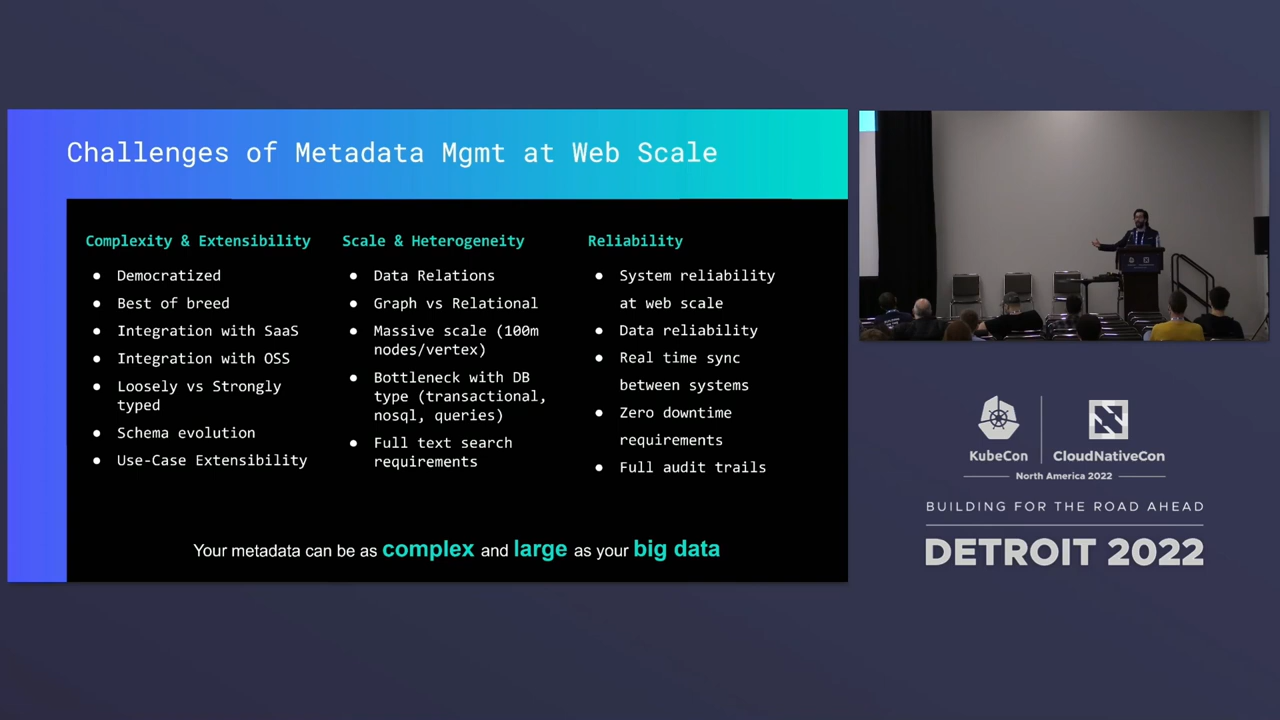 Challenges of Metadata Mgmt at Web Scale
Complexity & Extensibility
● Democratized
● Best of breed
● Integration with SaaS
● Integration with OSS
● Loosely vs Strongly
typed
● Schema evolution
● Use-Case Extensibility
Scale & Heterogeneity
● Data Relations
● Graph vs Relational
● Massive scale (100m
nodes/vertex)
● Bottleneck with DB
type (transactional,
nosql, queries)
● Full text search
requirements
Reliability
● System reliability
at web scale
● Data reliability
● Real time sync
between systems
● Zero downtime
requirements
● Full audit trails
Your metadata can be as complex and large as your big data
KubeCon
CloudNativeCon
North America 2022
BUILDING FOR THE ROAD AHEAD
DETROIT 2022